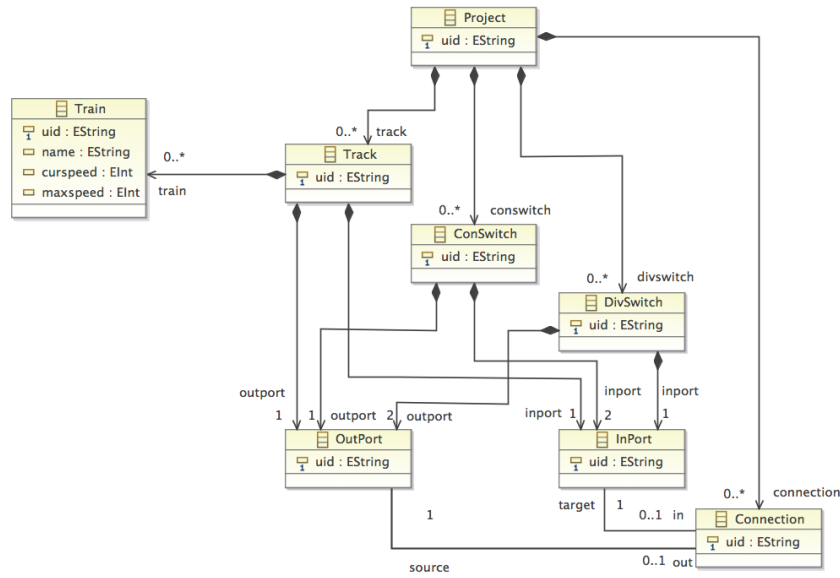 Project
uid : EString
Train
uid : EString
name : EString
curspeed : EInt
maxspeed : EInt
0..* track
0..*
train
Track
uid : EString
0..* conswitch
ConSwitch
uid : EString
divswitch
0..*
DivSwitch
uid : EString
outport
1
1 outport
2 outport
inport 1
inport
2
inport
1
OutPort
uid : EString
InPort
uid : EString
0..* connection
target 1
1
0..1 in
Connection
uid : EString
0..1 out
source